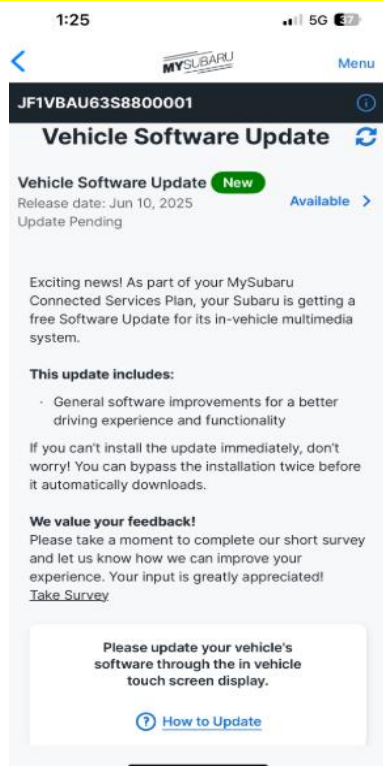 1:25 5G 37
MYSUBARU Menu
JF1VBAU63S8800001
Vehicle Software Update
Vehicle Software Update New
Release date: Jun 10, 2025 Available
Update Pending
Exciting news! As part of your MySubaru
Connected Services Plan, your Subaru is getting a
free Software Update for its in-vehicle multimedia
system.
This update includes:
· General software improvements for a better
driving experience and functionality
If you can't install the update immediately, don't
worry! You can bypass the installation twice before
it automatically downloads.
We value your feedback!
Please take a moment to complete our short survey
and let us know how we can improve your
experience. Your input is greatly appreciated!
Take Survey
Please update your vehicle's
software through the in vehicle
touch screen display.
How to Update